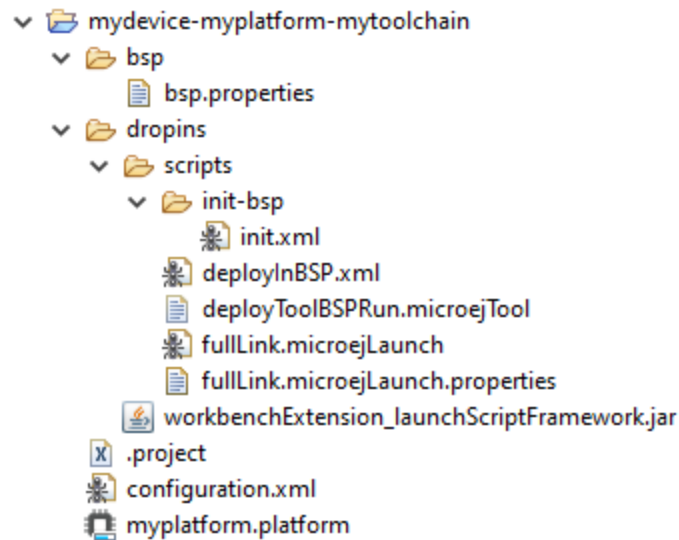 mydevice-myplatform-mytoolchain
bsp
bsp.properties
dropins
scripts
init-bsp
init.xml
deployInBSP.xml
deployToolBSPRun.microejTool
fullLink.microejLaunch
fullLink.microejLaunch.properties
workbenchExtension_launchScriptFramework.jar
.project
configuration.xml
myplatform.platform